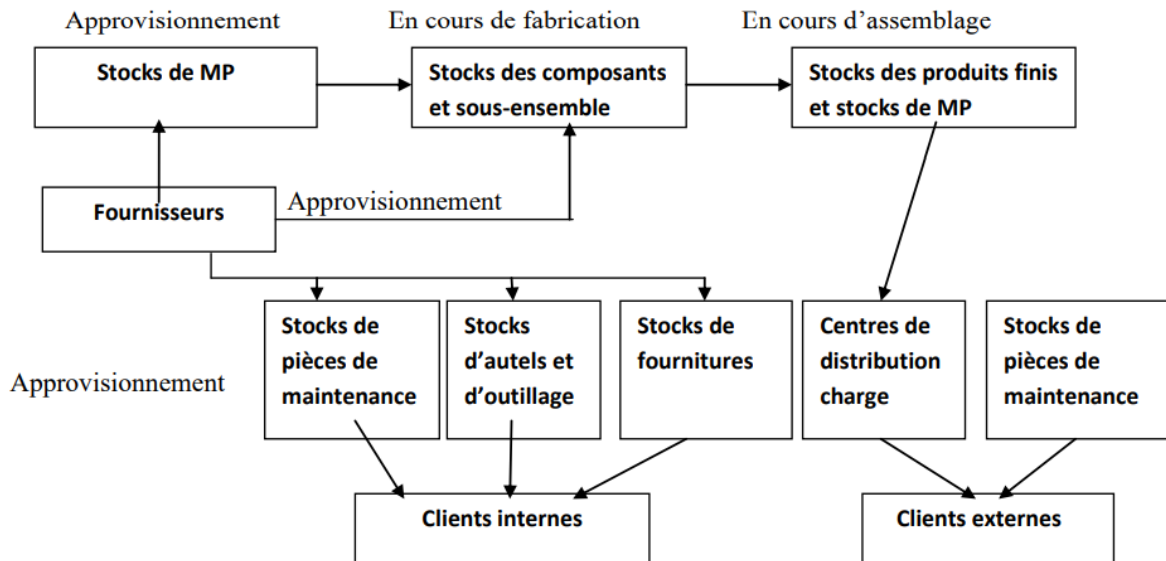 Approvisionnement
En cours de fabrication
En cours d’assemblage
Stocks de MP
Stocks des composants
et sous-ensemble
Stocks des produits finis
et stocks de MP
Fournisseurs
Approvisionnement
Approvisionnement
Stocks de
pièces de
maintenance
Stocks
d’autels et
d’outillage
Stocks de
fournitures
Centres de
distribution
charge
Stocks de
pièces de
maintenance
Clients internes
Clients externes